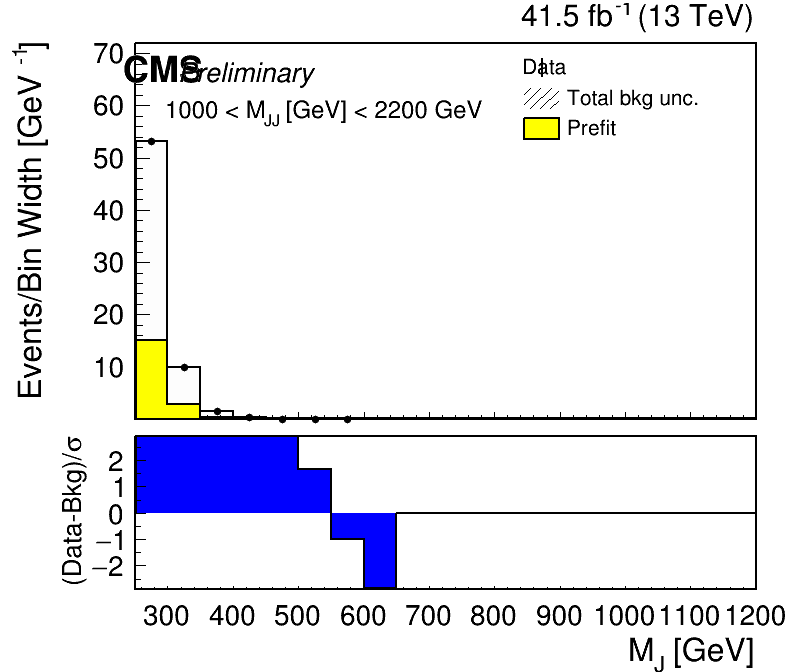 41.5 fb⁻¹ (13 TeV)
CMS Preliminary
1000 < M_JJ [GeV] < 2200 GeV
Data
Total bkg unc.
Prefit
Events/Bin Width [GeV⁻¹]
70
60
50
40
30
20
10
(Data-Bkg)/σ
2
1
0
−1
−2
300 400 500 600 700 800 900 1000 1100 1200
M_J [GeV]